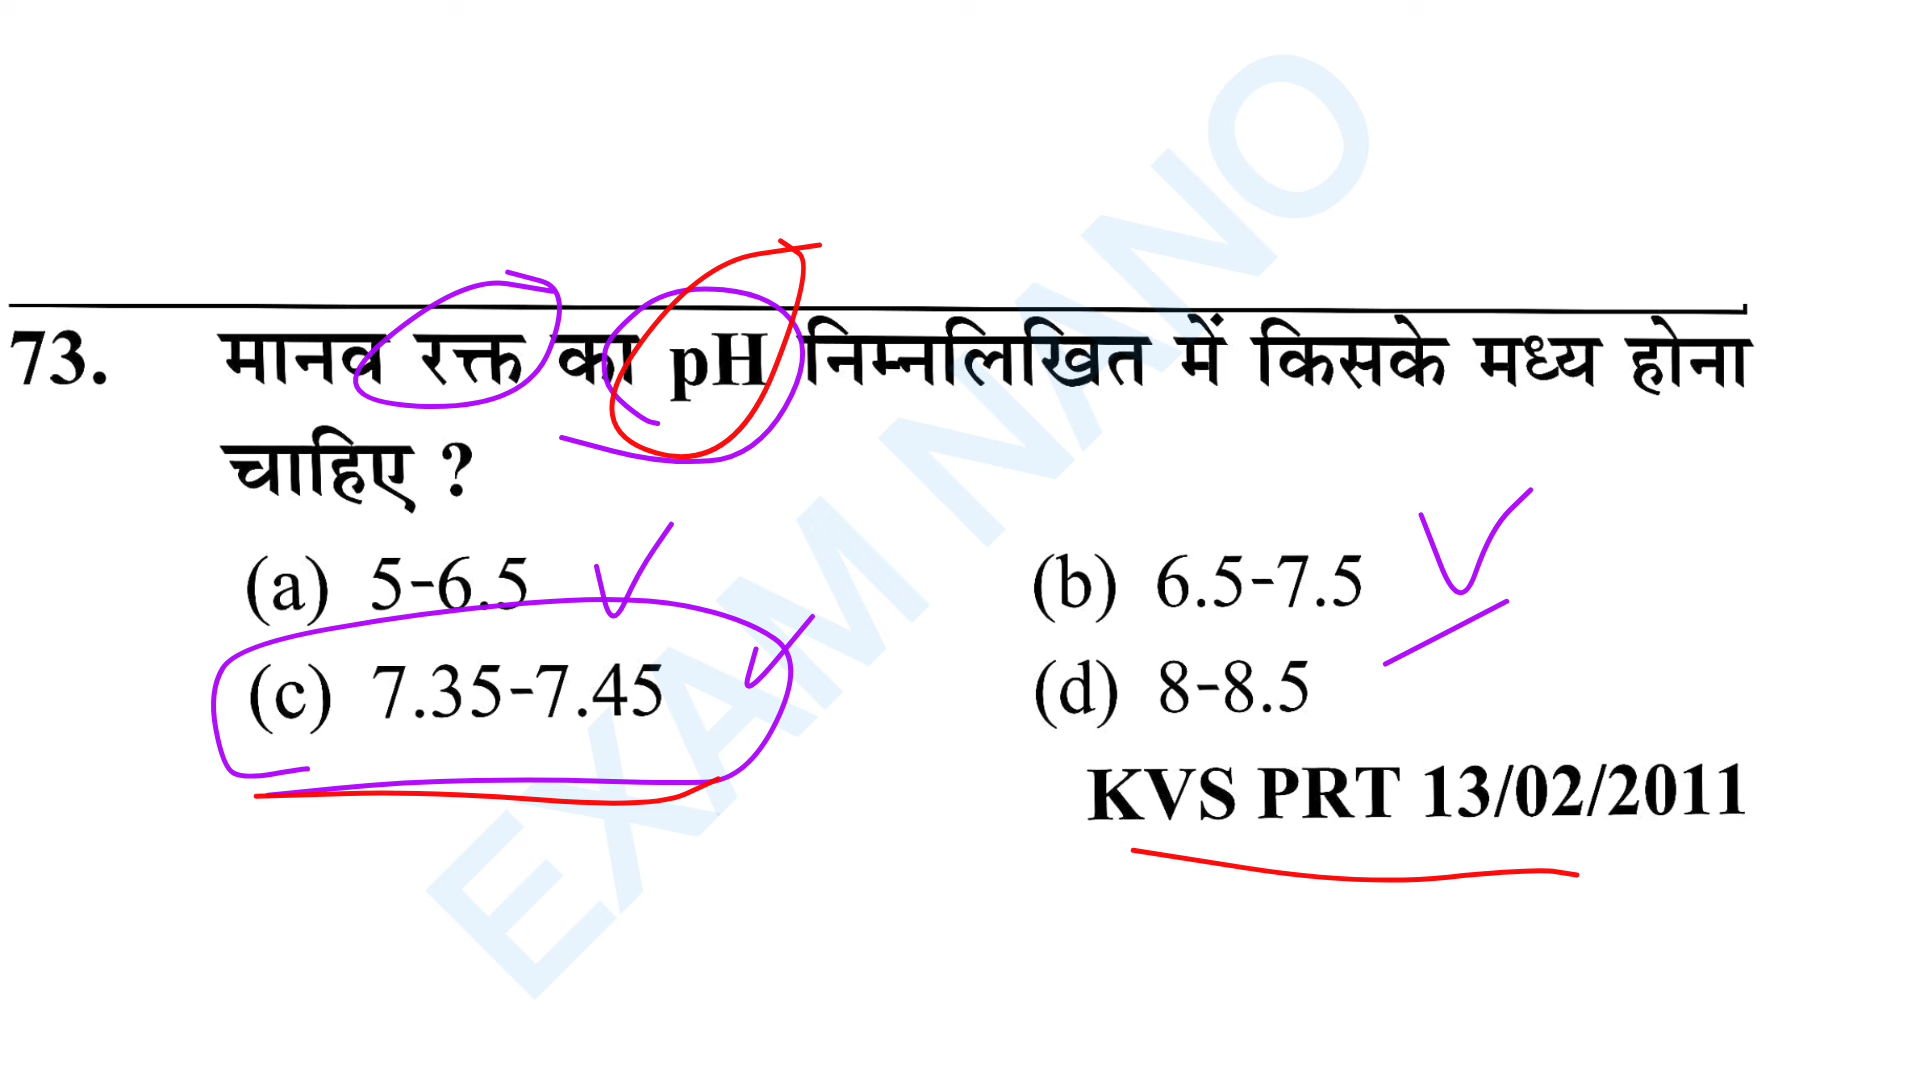 73. मानव रक्त का pH निम्नलिखित में किसके मध्य होना
चाहिए ?
(a) 5-6.5 (b) 6.5-7.5
(c) 7.35-7.45 (d) 8-8.5
KVS PRT 13/02/2011
EXAM NANO